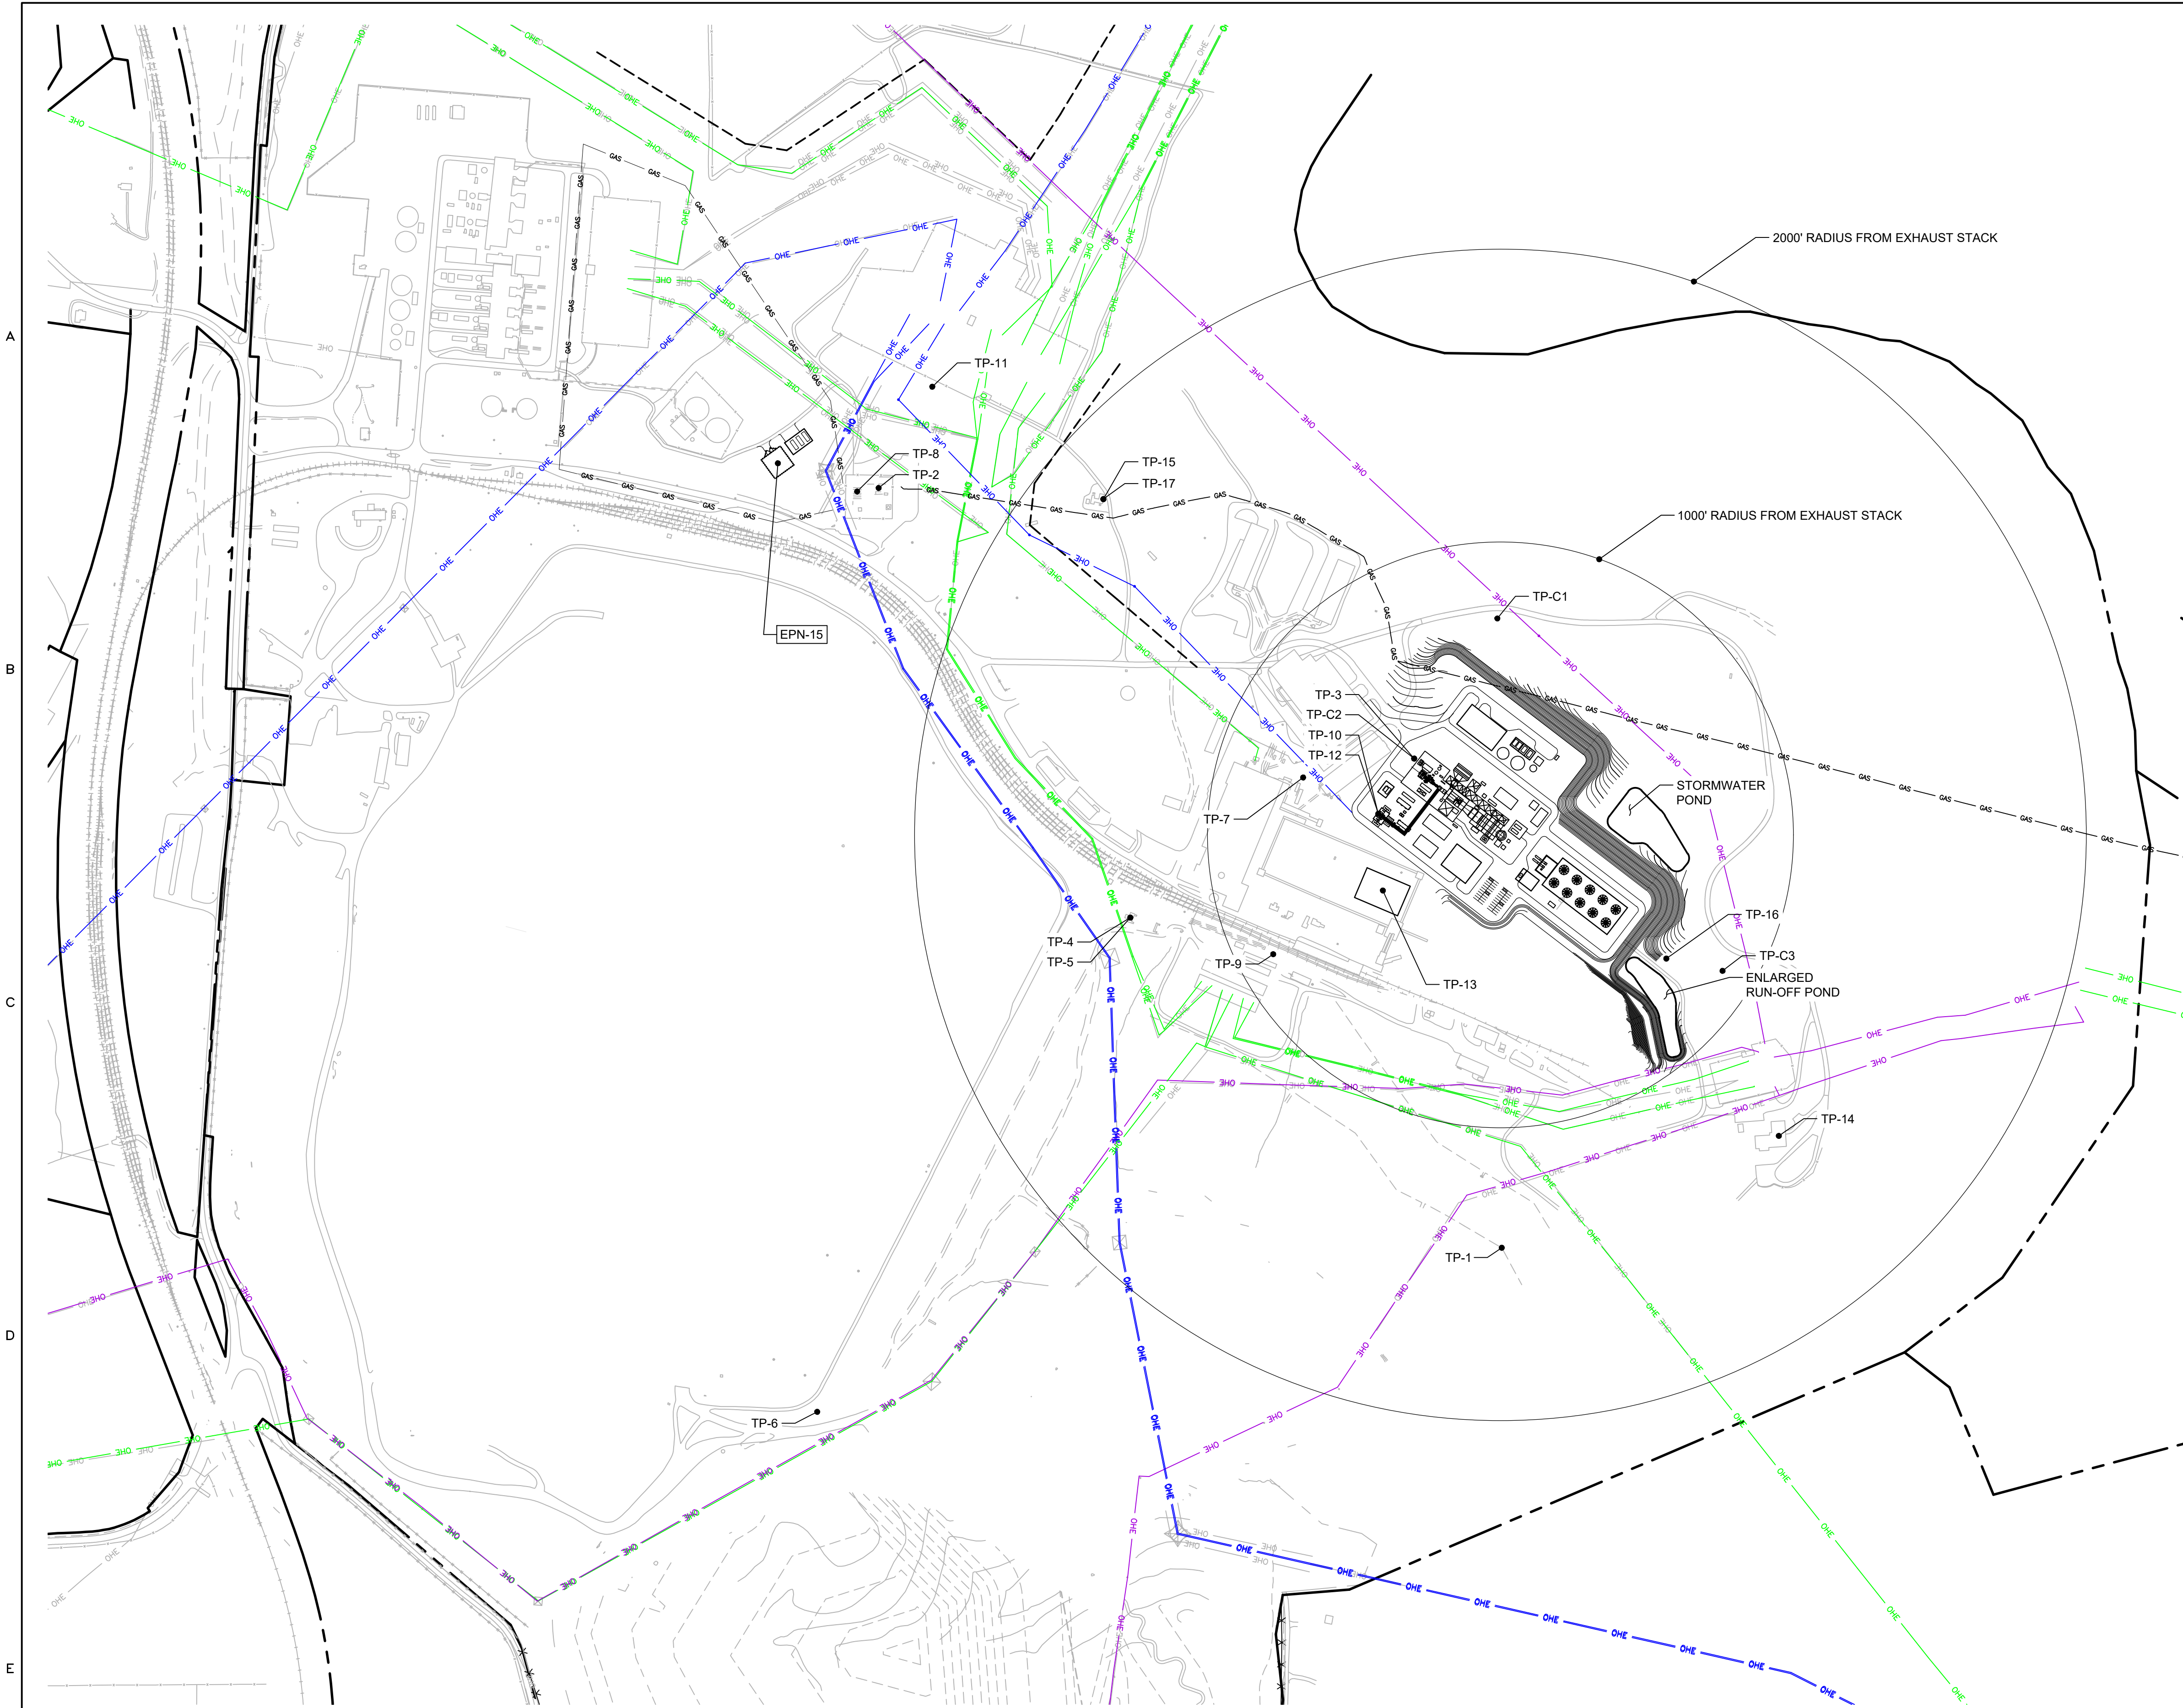 2000' RADIUS FROM EXHAUST STACK
A
TP-11
TP-8
TP-2
TP-15
TP-17
1000' RADIUS FROM EXHAUST STACK
TP-C1
EPN-15
B
TP-3
TP-C2
TP-10
TP-12
STORMWATER
POND
TP-7
TP-16
TP-4
TP-5
TP-9
TP-C3
TP-13
ENLARGED
RUN-OFF POND
C
TP-14
TP-1
D
TP-6
E
OHE
GAS